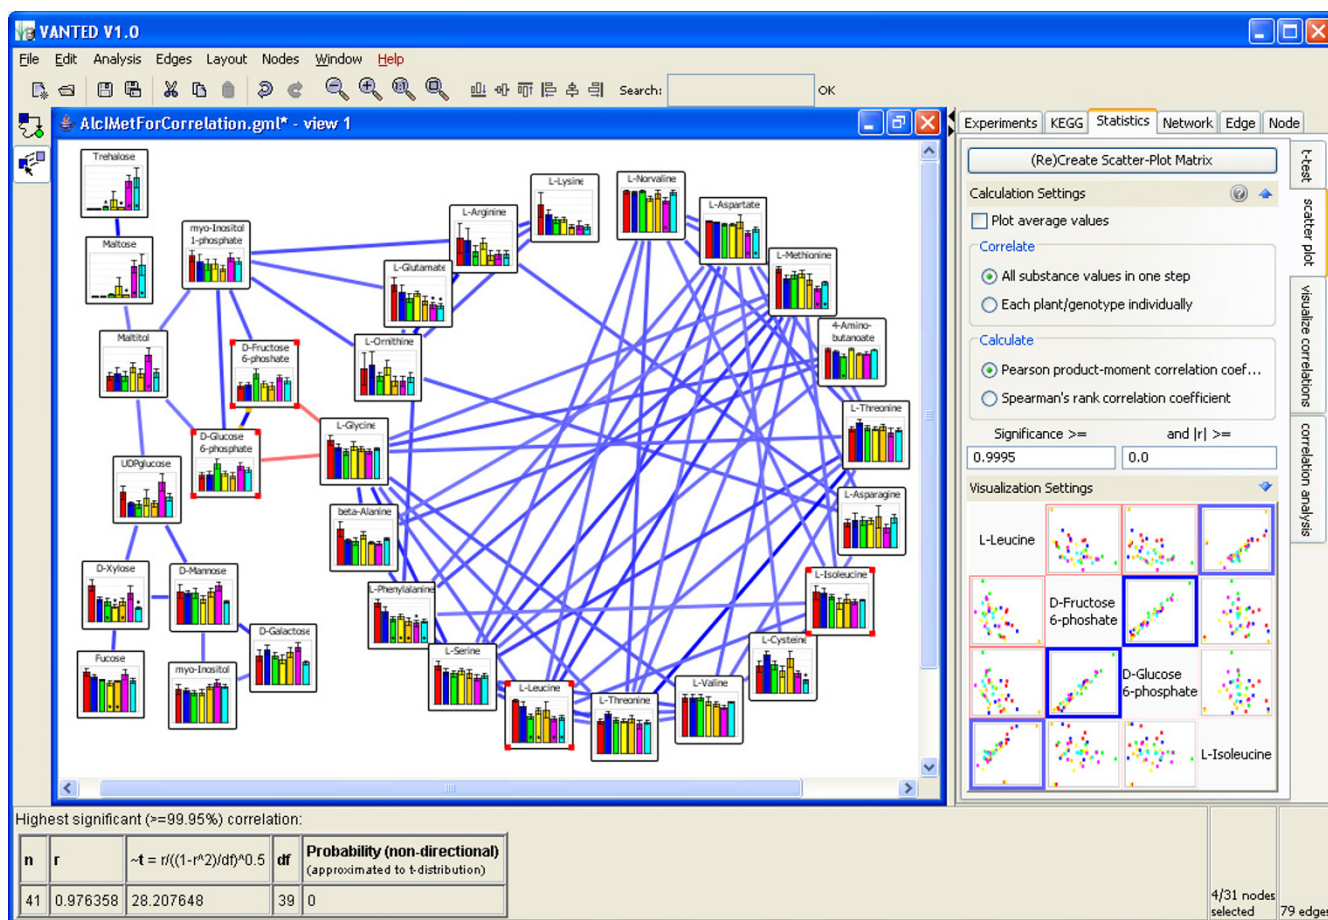 VANTED V1.0
File Edit Analysis Edges Layout Nodes Window Help
Search: OK
AlclMetForCorrelation.gml* - view 1
Trehalose
Maltose
myo-Inositol
1-phosphate
L-Arginine
L-Lysine
L-Norvaline
L-Aspartate
L-Methionine
L-Glutamate
4-Amino-
butanoate
Maltitol
D-Fructose
6-phoshate
L-Ornithine
L-Threonine
D-Glucose
6-phosphate
L-Glycine
UDPglucose
L-Asparagine
beta-Alanine
D-Xylose
D-Mannose
L-Phenylalanine
L-Isoleucine
D-Galactose
L-Serine
L-Cysteine
Fucose
myo-Inositol
L-Leucine
L-Threonine
L-Valine
Experiments KEGG Statistics Network Edge Node
(Re)Create Scatter-Plot Matrix
Calculation Settings
Plot average values
Correlate
All substance values in one step
Each plant/genotype individually
Calculate
Pearson product-moment correlation coef...
Spearman's rank correlation coefficient
Significance >= and |r| >=
0.9995 0.0
Visualization Settings
L-Leucine
D-Fructose
6-phoshate
D-Glucose
6-phosphate
L-Isoleucine
t-test
scatter plot
visualize correlations
correlation analysis
Highest significant (>=99.95%) correlation:
n r ~t = r/((1-r^2)/df)^0.5 df Probability (non-directional)
(approximated to t-distribution)
41 0.976358 28.207648 39 0
4/31 nodes
selected
79 edges